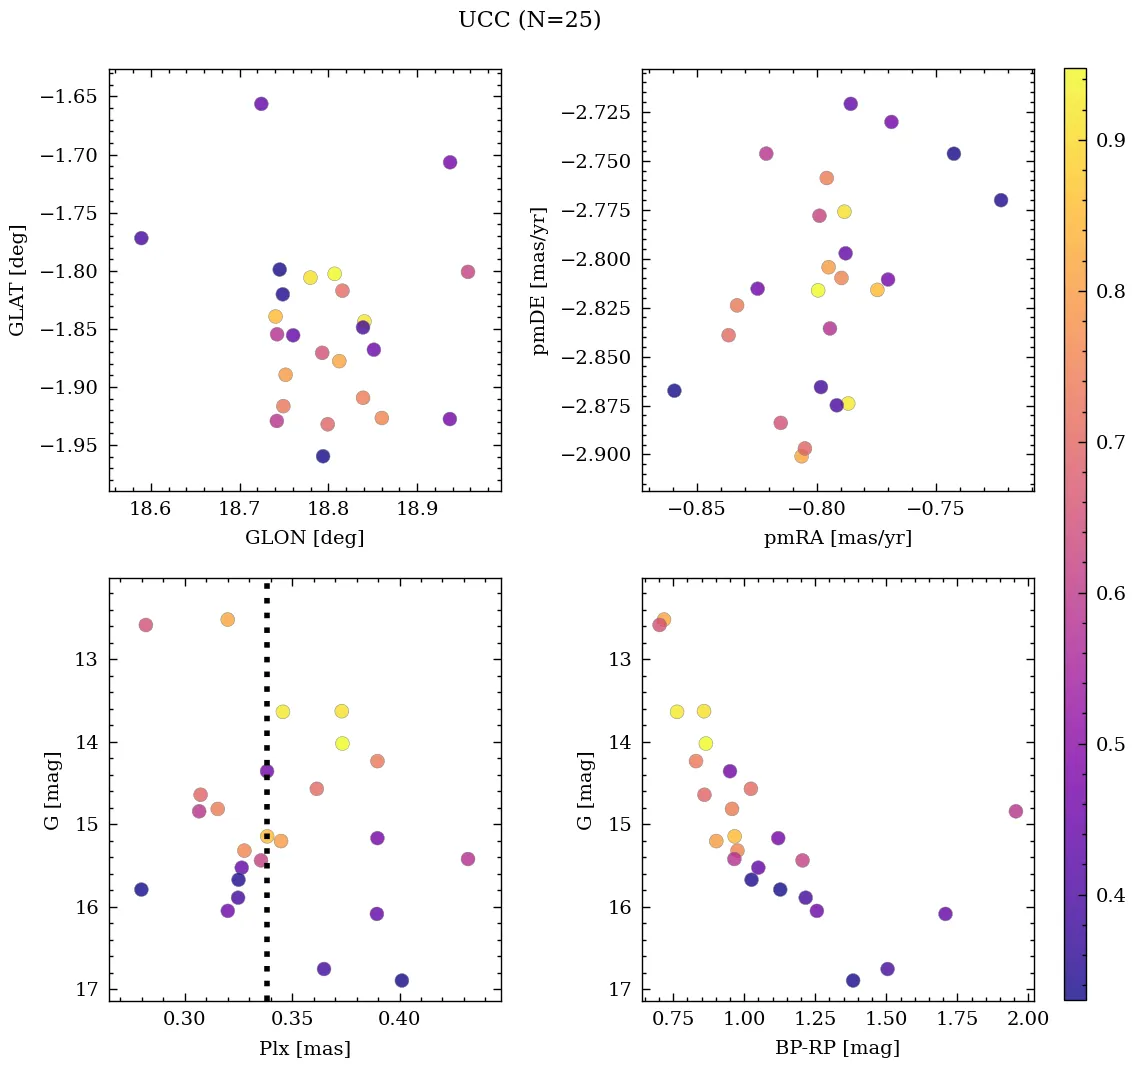 UCC (N=25)
−1.65
−1.70
−1.75
−1.80
−1.85
−1.90
−1.95
GLAT [deg]
18.6 18.7 18.8 18.9
GLON [deg]
−2.725
−2.750
−2.775
−2.800
−2.825
−2.850
−2.875
−2.900
pmDE [mas/yr]
−0.85 −0.80 −0.75
pmRA [mas/yr]
13
14
15
16
17
G [mag]
0.30 0.35 0.40
Plx [mas]
13
14
15
16
17
G [mag]
0.75 1.00 1.25 1.50 1.75 2.00
BP-RP [mag]
0.9
0.8
0.7
0.6
0.5
0.4